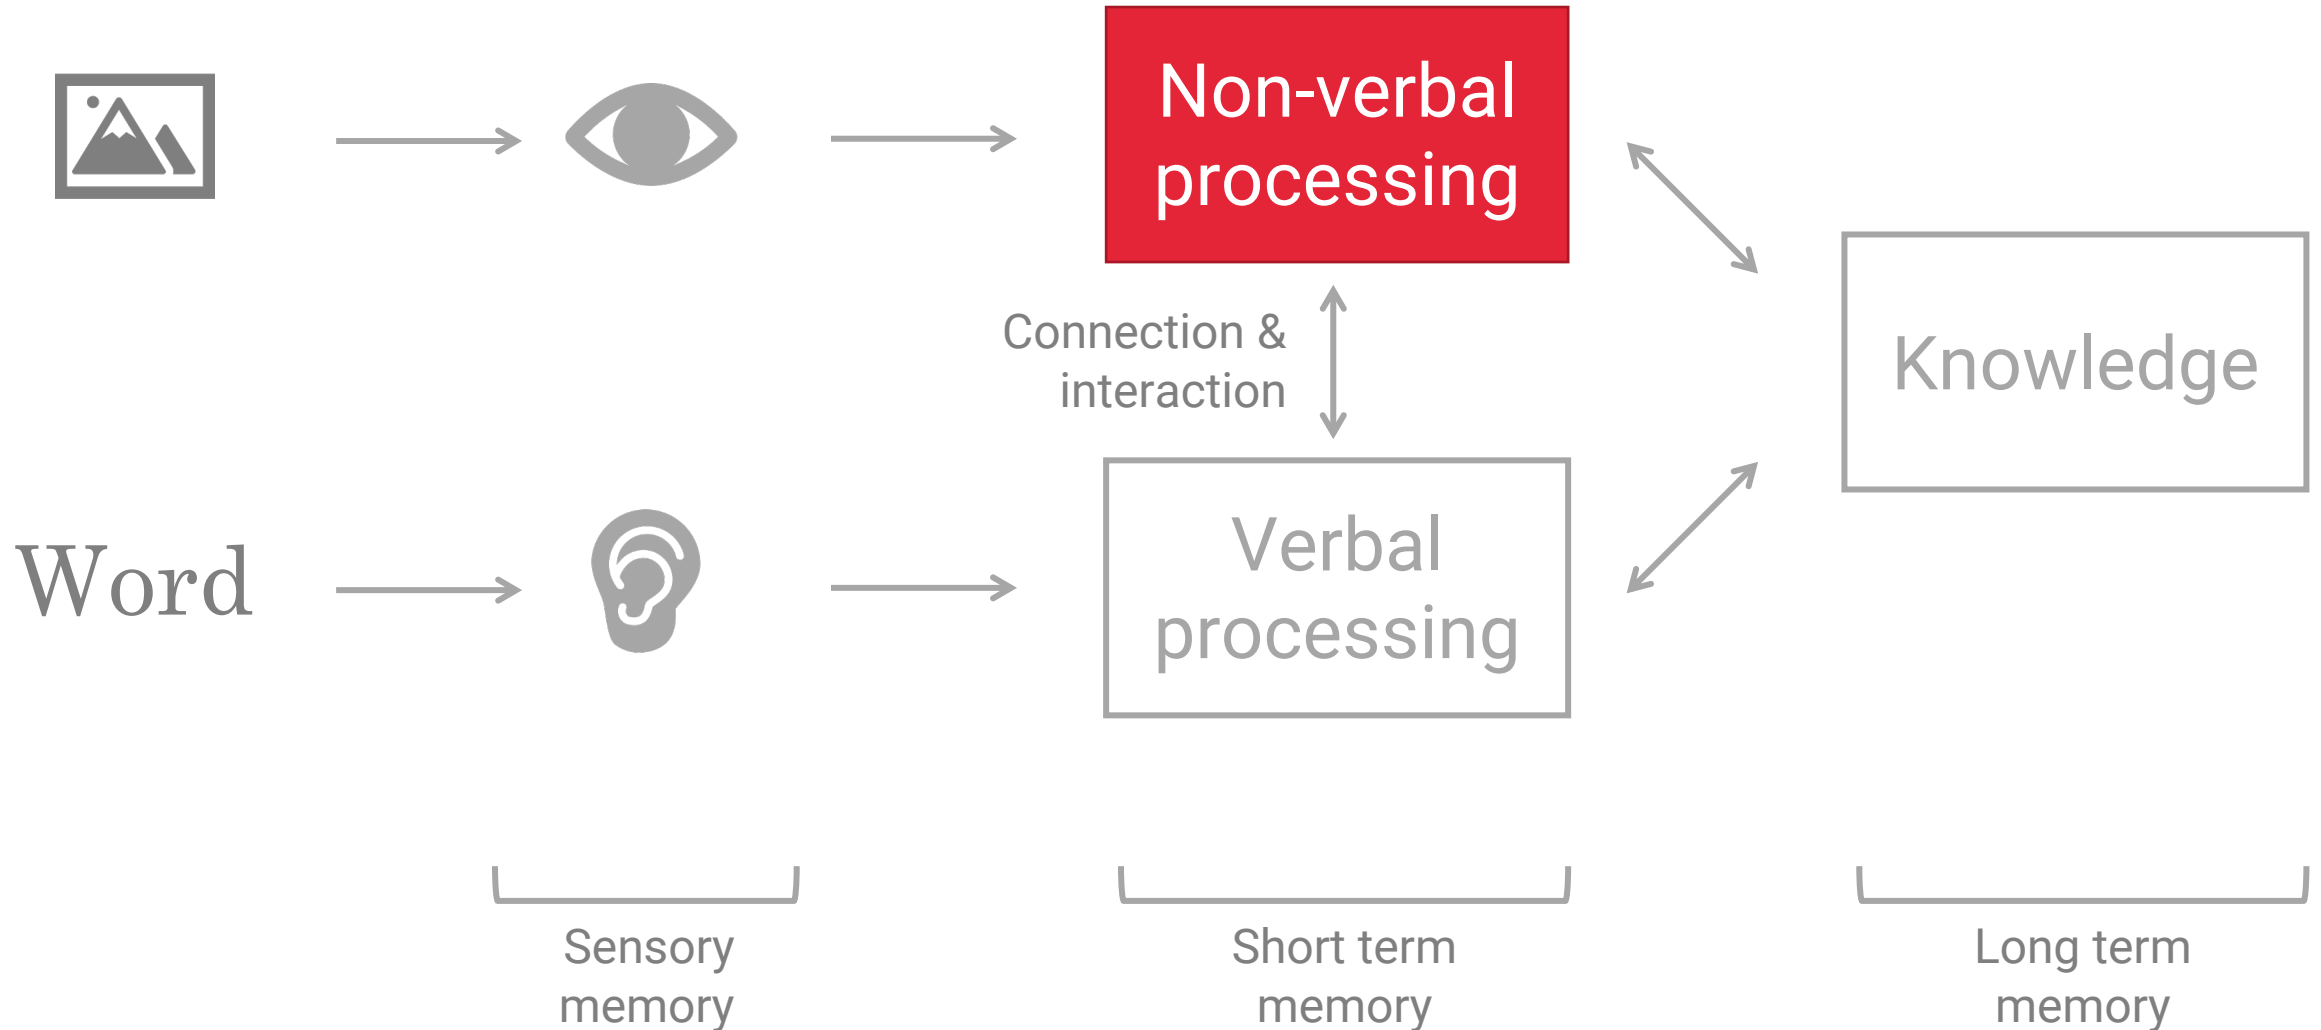 Non-verbal
processing
Connection &
interaction
Knowledge
Word
Verbal
processing
Sensory
memory
Short term
memory
Long term
memory